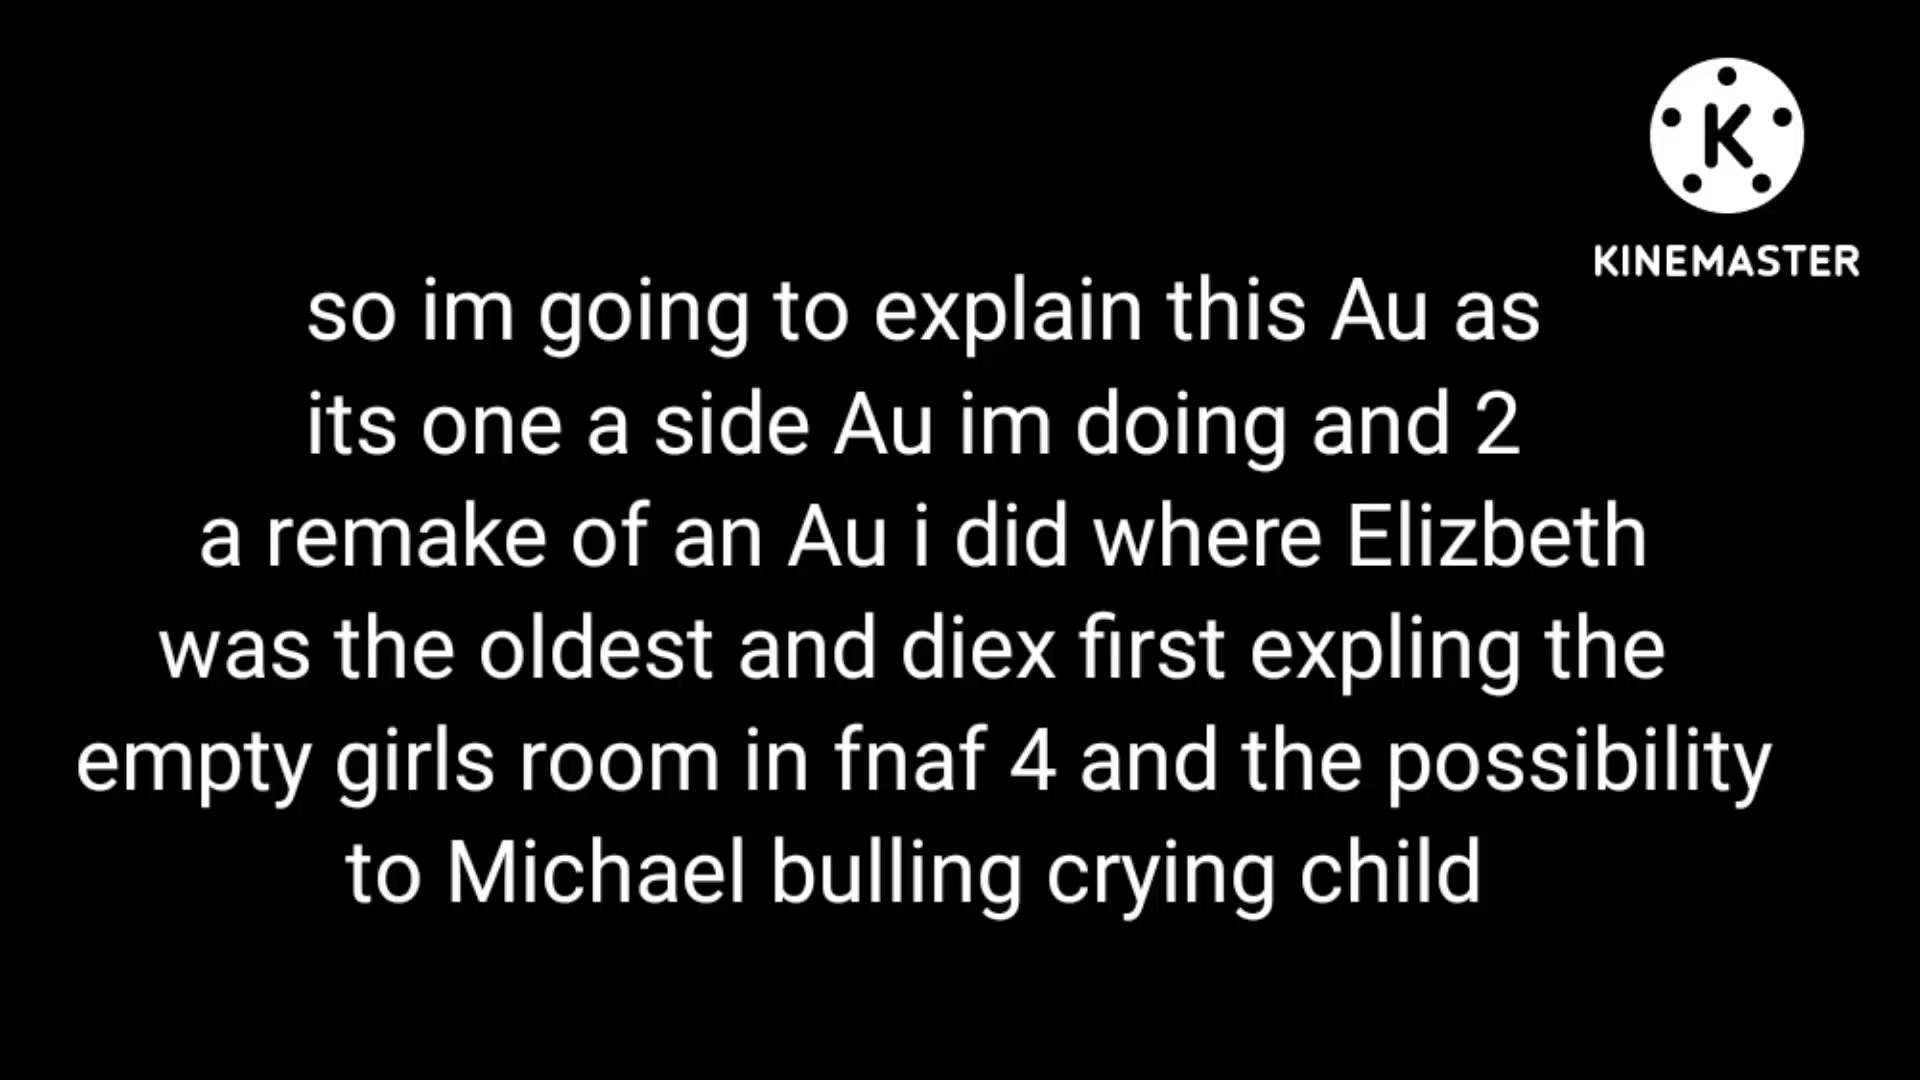 K
KINEMASTER
so im going to explain this Au as
its one a side Au im doing and 2
a remake of an Au i did where Elizbeth
was the oldest and diex first expling the
empty girls room in fnaf 4 and the possibility
to Michael bulling crying child